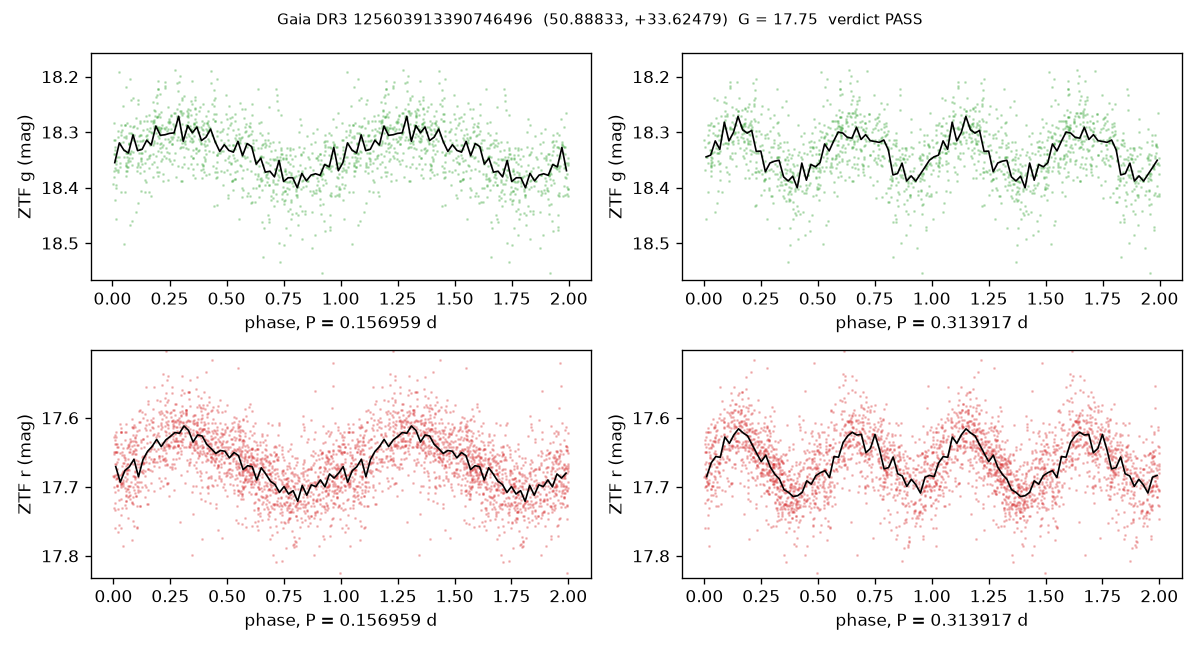 Gaia DR3 125603913390746496 (50.88833, +33.62479) G = 17.75 verdict PASS
ZTF g (mag)
18.2
18.3
18.4
18.5
0.00 0.25 0.50 0.75 1.00 1.25 1.50 1.75 2.00
phase, P = 0.156959 d
ZTF g (mag)
18.2
18.3
18.4
18.5
0.00 0.25 0.50 0.75 1.00 1.25 1.50 1.75 2.00
phase, P = 0.313917 d
ZTF r (mag)
17.6
17.7
17.8
0.00 0.25 0.50 0.75 1.00 1.25 1.50 1.75 2.00
phase, P = 0.156959 d
ZTF r (mag)
17.6
17.7
17.8
0.00 0.25 0.50 0.75 1.00 1.25 1.50 1.75 2.00
phase, P = 0.313917 d